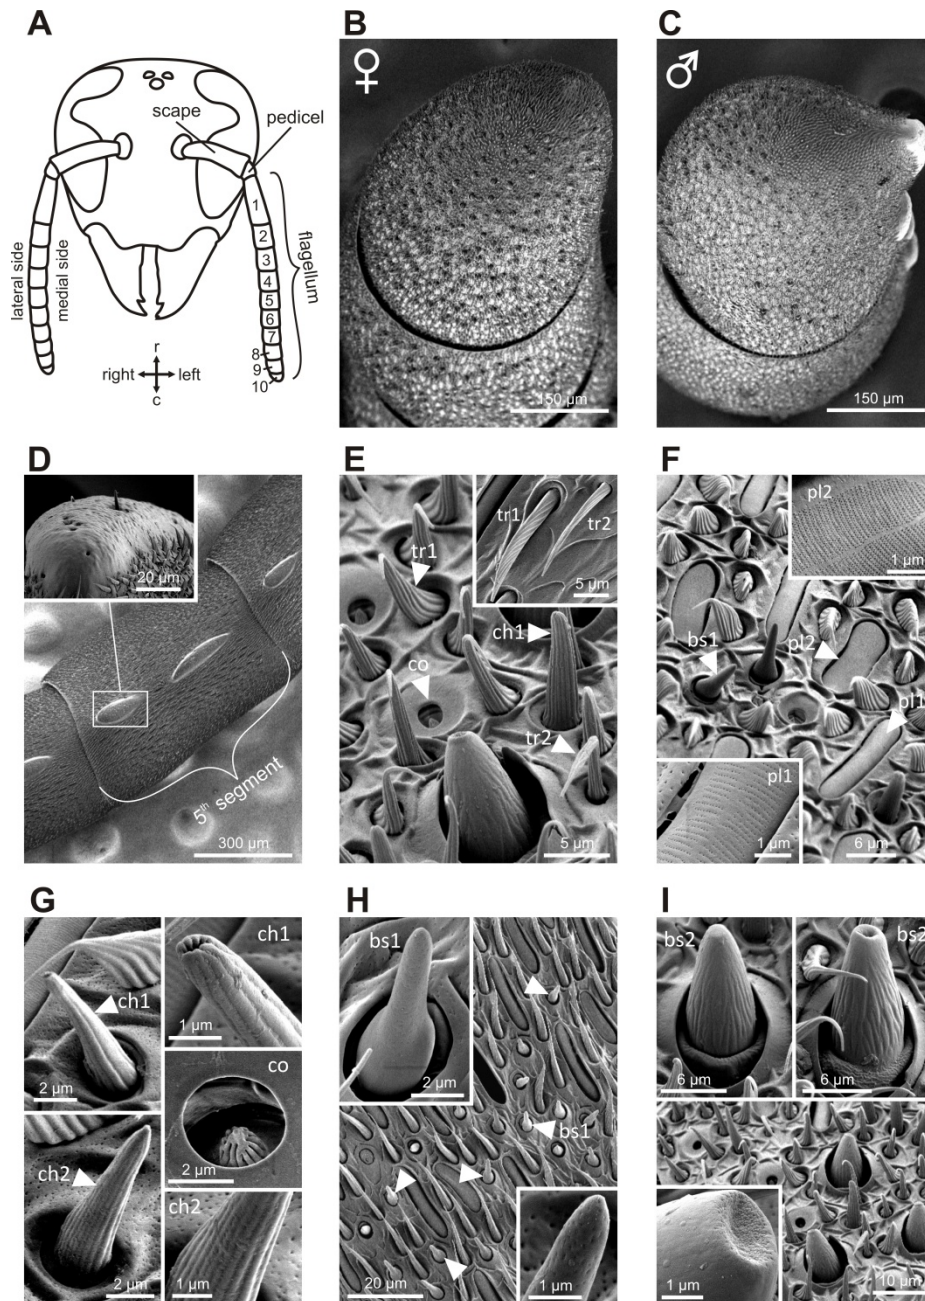 A
scape
pedicel
1
2
3
4
5
6
7
8
9
10
flagellum
lateral side
medial side
r
right left
c
B
♀
150 µm
C
♂
150 µm
D
20 µm
5th segment
300 µm
E
tr1
tr1
tr2
5 µm
ch1
co
tr2
5 µm
F
pl2
1 µm
bs1
pl2
pl1
pl1
1 µm
6 µm
G
ch1
2 µm
ch1
1 µm
co
2 µm
ch2
2 µm
ch2
1 µm
H
bs1
2 µm
bs1
20 µm
1 µm
I
bs2
6 µm
bs2
6 µm
1 µm
10 µm